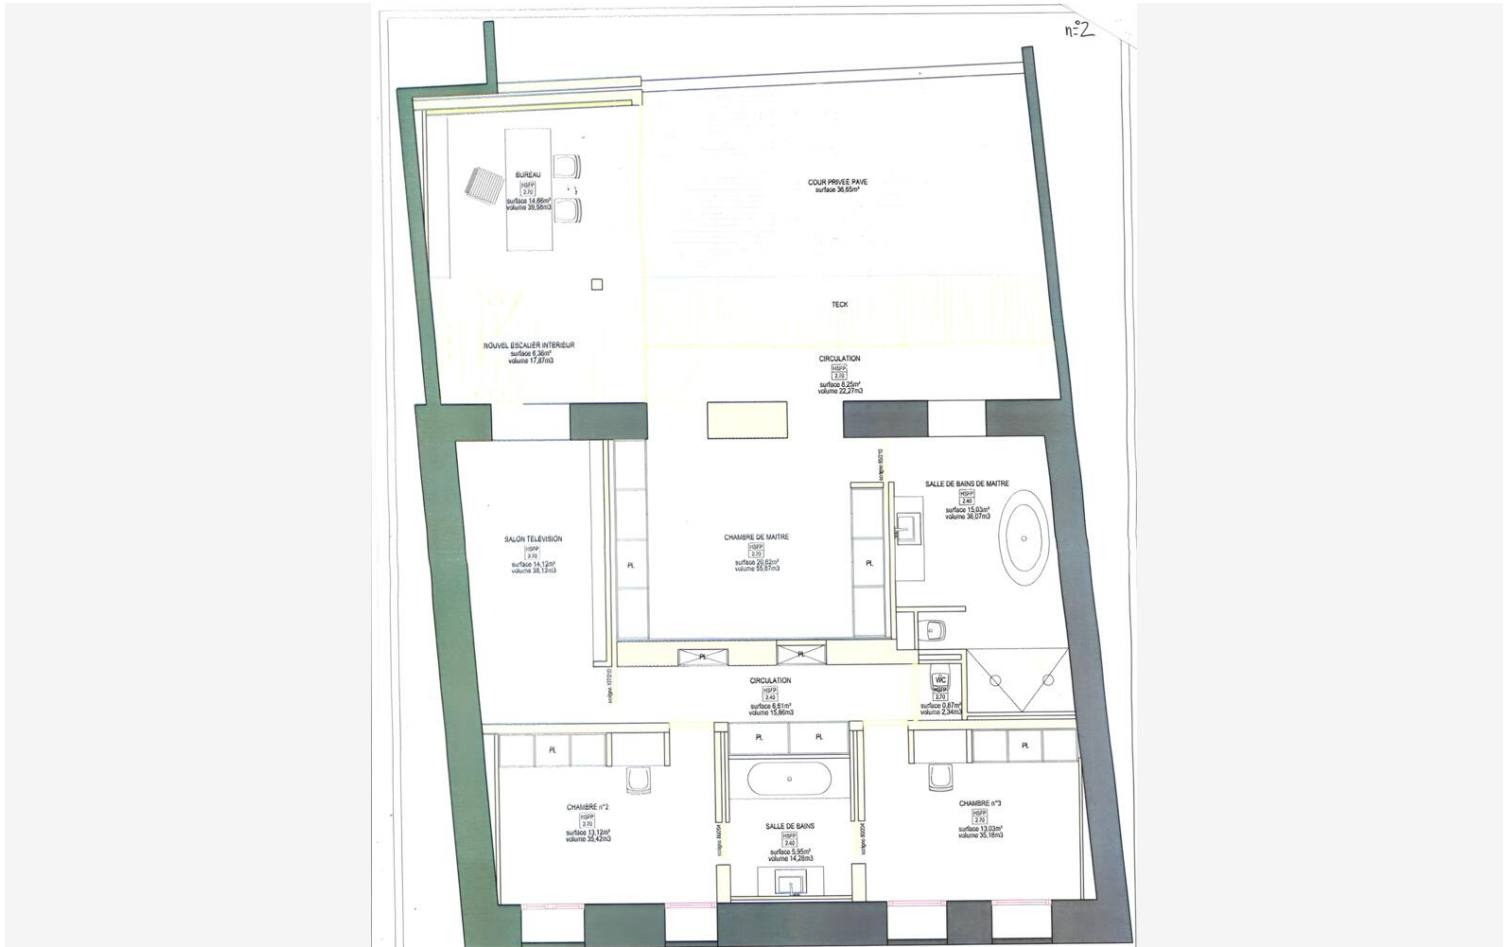 n=°2
BUREAU
HSFP
2.70
surface 14,66m²
volume 39,58m3
COUR PRIVEE PAVE
surface 36,65m²
TECK
NOUVEL ESCALIER INTERIEUR
surface 6,36m²
volume 17,87m3
CIRCULATION
HSFP
2.70
surface 8,25m²
volume 22,27m3
SALON TELEVISION
HSFP
2.70
surface 14,12m²
volume 38,12m3
PL
CHAMBRE DE MAITRE
HSFP
2.70
surface 20,62m²
volume 55,67m3
PL
SALLE DE BAINS DE MAITRE
HSFP
2.40
surface 15,03m²
volume 36,07m3
PL
PL
CIRCULATION
HSFP
2.40
surface 6,61m²
volume 15,86m3
WC
HSFP
2.70
surface 0,87m²
volume 2,34m3
PL
PL
PL
PL
CHAMBRE n°2
HSFP
2.70
surface 13,12m²
volume 35,42m3
SALLE DE BAINS
HSFP
2.40
surface 5,95m²
volume 14,28m3
CHAMBRE n°3
HSFP
2.70
surface 13,03m²
volume 35,18m3